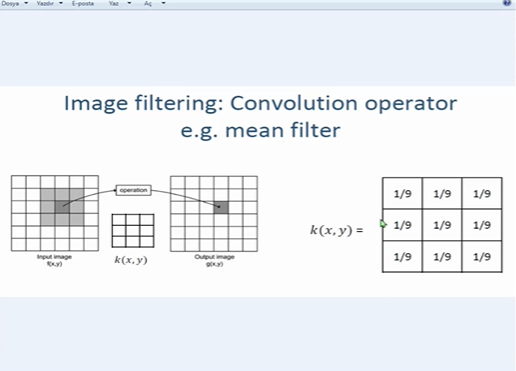 Dosya Yazdır E-posta Yaz Aç
Image filtering: Convolution operator
e.g. mean filter
operation
k(x, y)
Input image
f(x,y)
Output image
g(x,y)
k(x, y) =
1/9 1/9 1/9
1/9 1/9 1/9
1/9 1/9 1/9